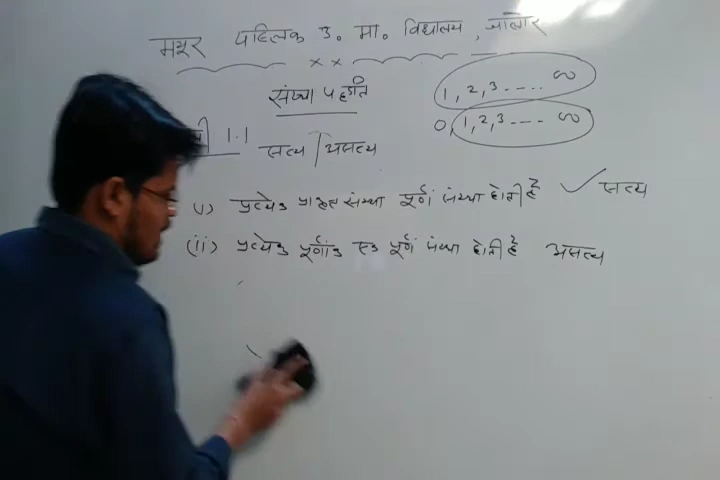 मयूर पब्लिक उ. मा. विद्यालय, जालोर
× ×
संख्या पद्धति
1, 2, 3 .... ∞
0, 1, 2, 3 ---- ∞
1.1 सत्य / असत्य
(i) प्रत्येक प्राकृत संख्या पूर्ण संख्या होती है ✓ सत्य
(ii) प्रत्येक पूर्णांक एक पूर्ण संख्या होती है असत्य